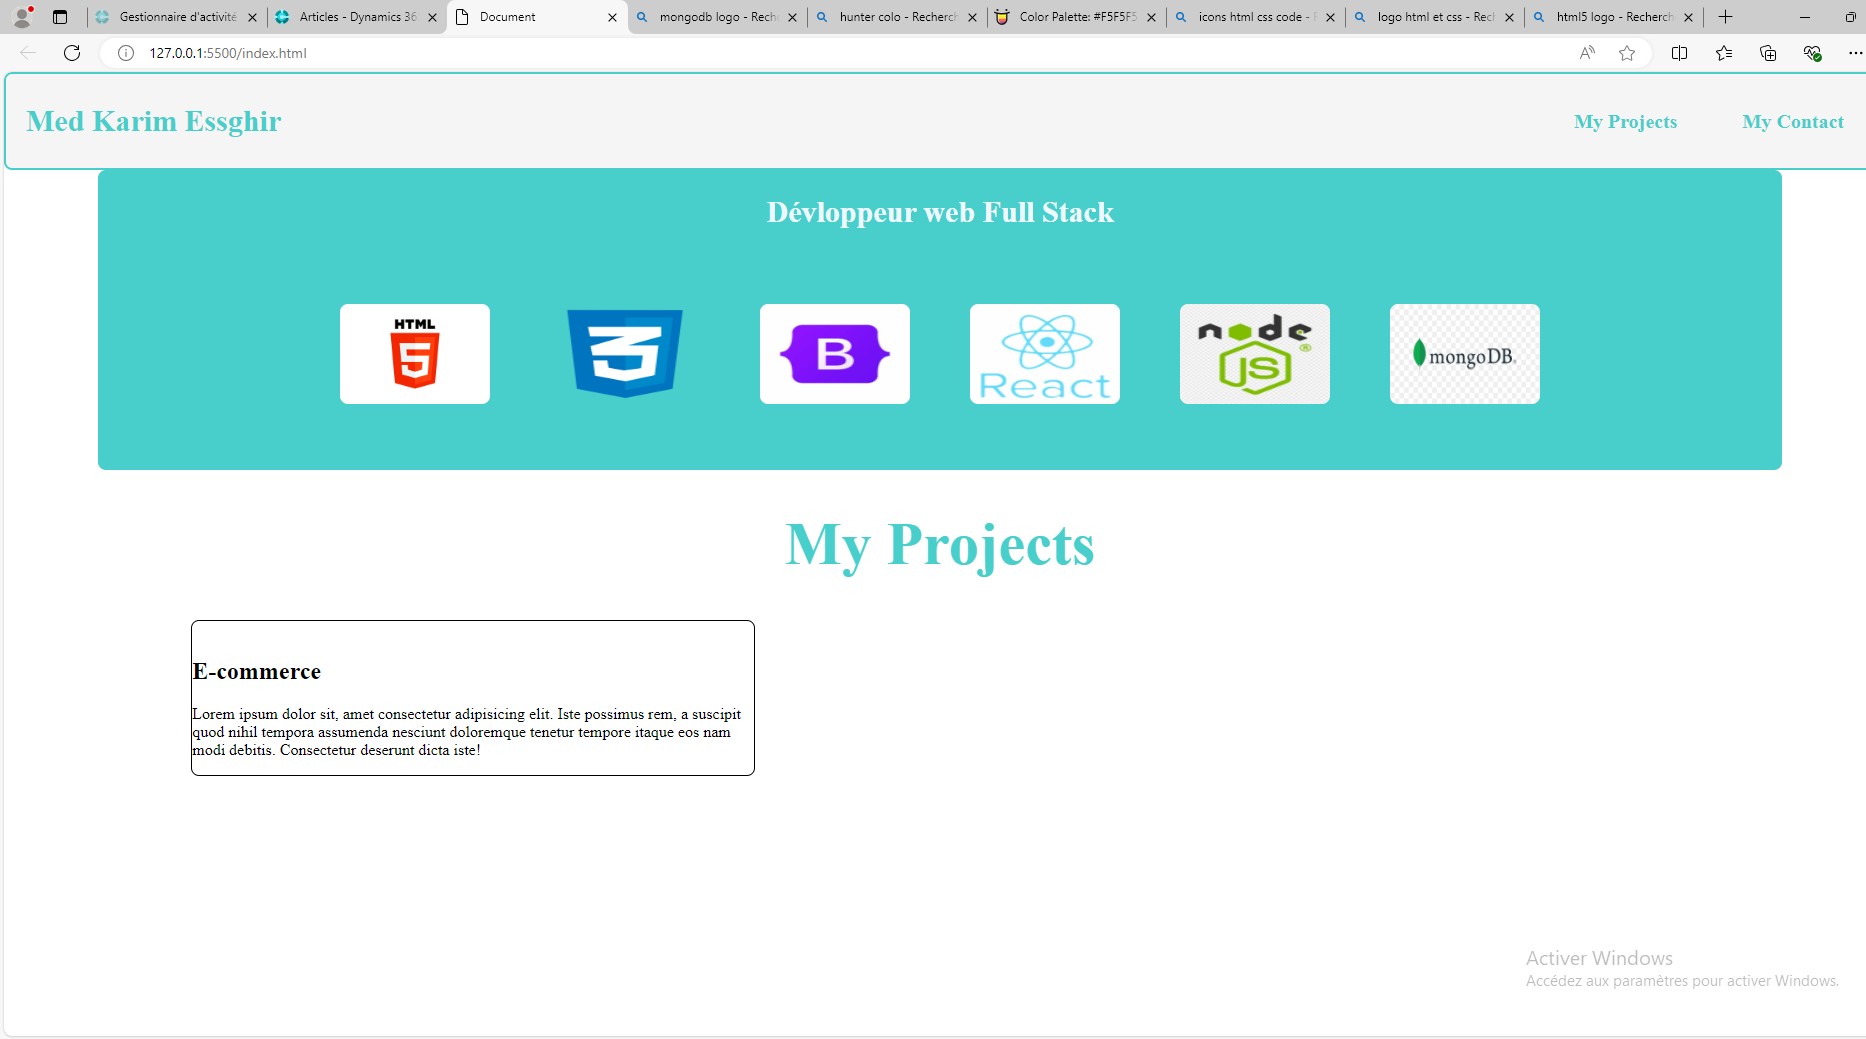 Gestionnaire d'activité
Articles - Dynamics 36
Document
mongodb logo - Rech
hunter colo - Recherch
Color Palette: #F5F5F5
icons html css code - 
logo html et css - Rec
html5 logo - Recherch
127.0.0.1:5500/index.html
Med Karim Essghir
My Projects
My Contact
Dévloppeur web Full Stack
HTML
5
3
B
React
node
JS
®
mongoDB.
My Projects
E-commerce
Lorem ipsum dolor sit, amet consectetur adipisicing elit. Iste possimus rem, a suscipit
quod nihil tempora assumenda nesciunt doloremque tenetur tempore itaque eos nam
modi debitis. Consectetur deserunt dicta iste!
Activer Windows
Accédez aux paramètres pour activer Windows.